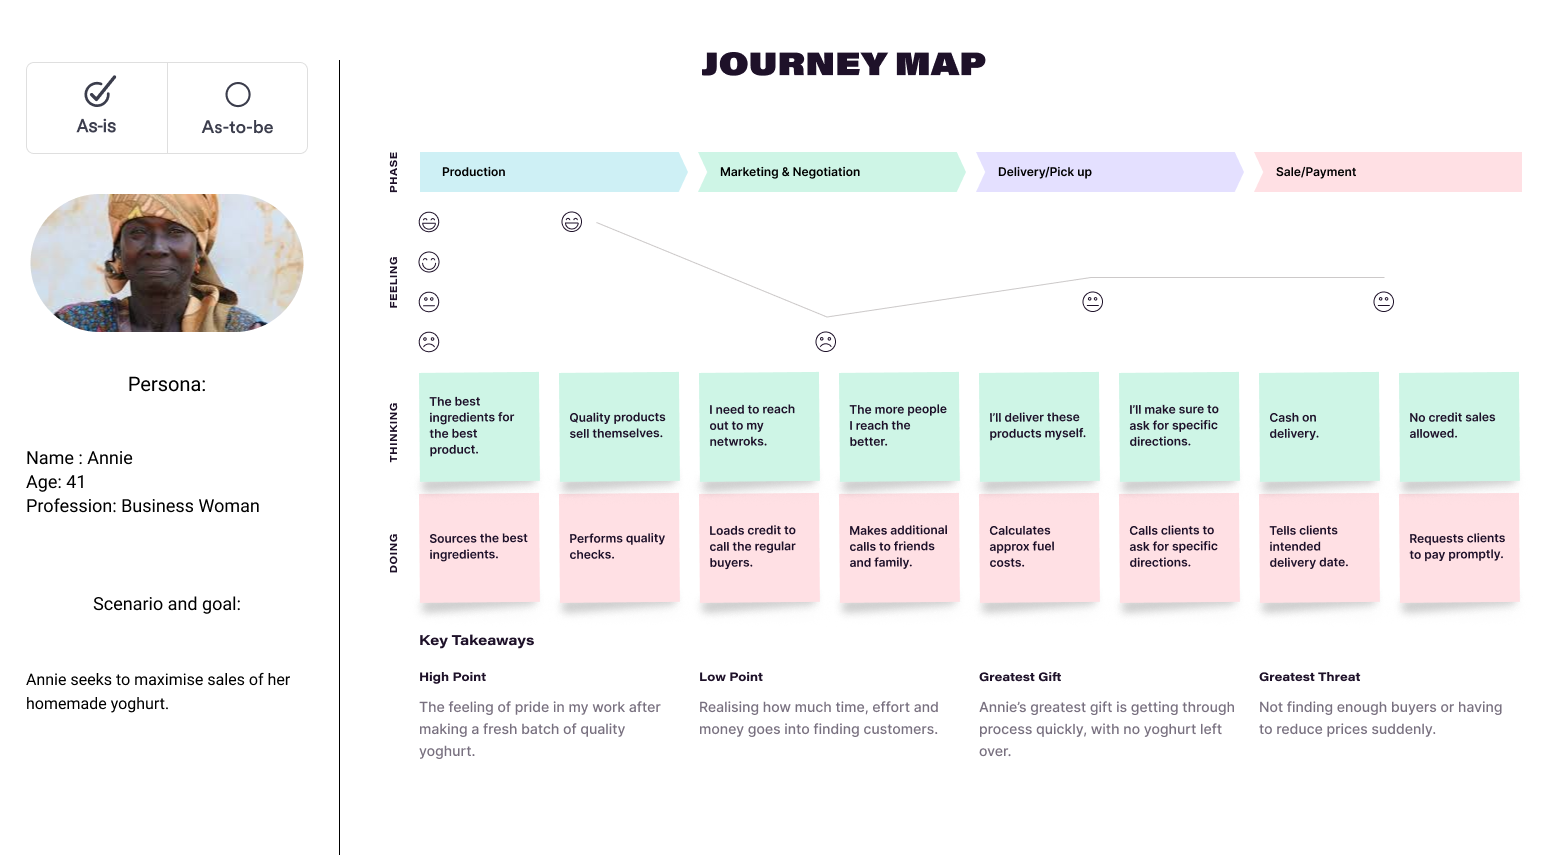 JOURNEY MAP
As-is
As-to-be
Persona:
Name : Annie
Age: 41
Profession: Business Woman
Scenario and goal:
Annie seeks to maximise sales of her
homemade yoghurt.
PHASE
Production
Marketing & Negotiation
Delivery/Pick up
Sale/Payment
FEELING
THINKING
The best
ingredients for
the best
product.
Quality products
sell themselves.
I need to reach
out to my
netwroks.
The more people
I reach the
better.
I'll deliver these
products myself.
I'll make sure to
ask for specific
directions.
Cash on
delivery.
No credit sales
allowed.
DOING
Sources the best
ingredients.
Performs quality
checks.
Loads credit to
call the regular
buyers.
Makes additional
calls to friends
and family.
Calculates
approx fuel
costs.
Calls clients to
ask for specific
directions.
Tells clients
intended
delivery date.
Requests clients
to pay promptly.
Key Takeaways
High Point
The feeling of pride in my work after
making a fresh batch of quality
yoghurt.
Low Point
Realising how much time, effort and
money goes into finding customers.
Greatest Gift
Annie's greatest gift is getting through
process quickly, with no yoghurt left
over.
Greatest Threat
Not finding enough buyers or having
to reduce prices suddenly.